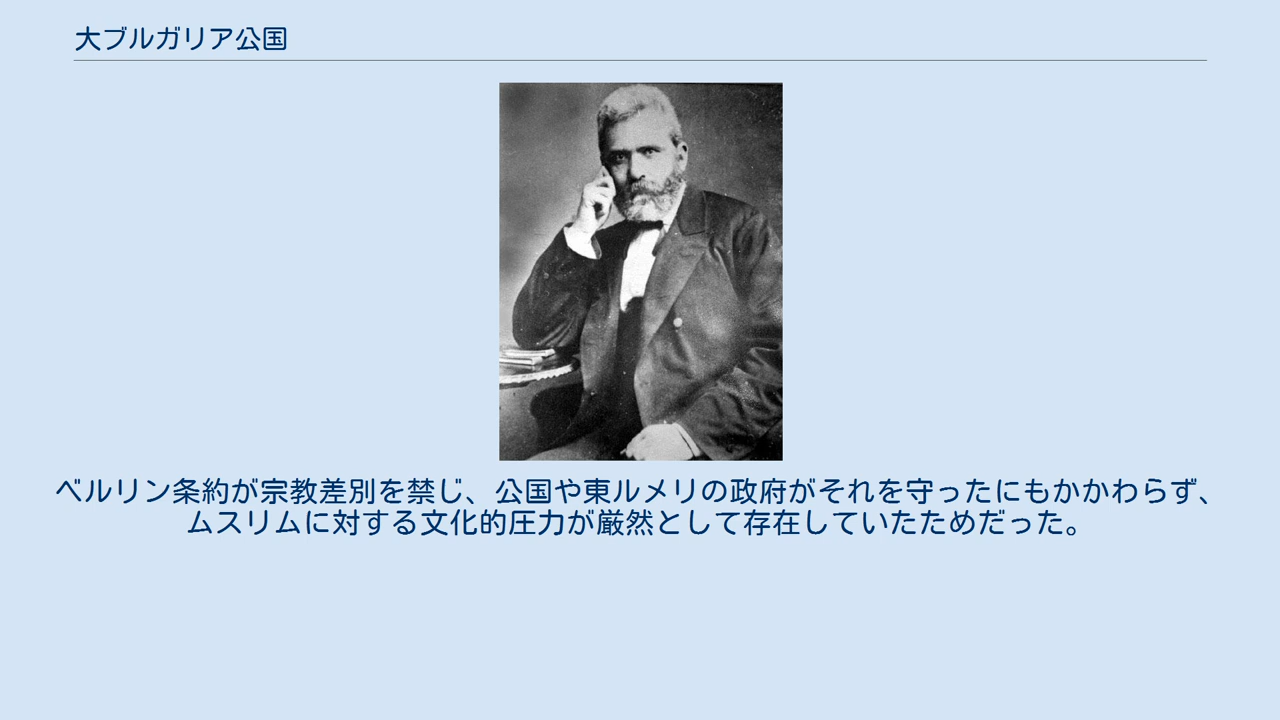 大ブルガリア公国
ベルリン条約が宗教差別を禁じ、公国や東ルメリの政府がそれを守ったにもかかわらず、
ムスリムに対する文化的圧力が厳然として存在していたためだった。